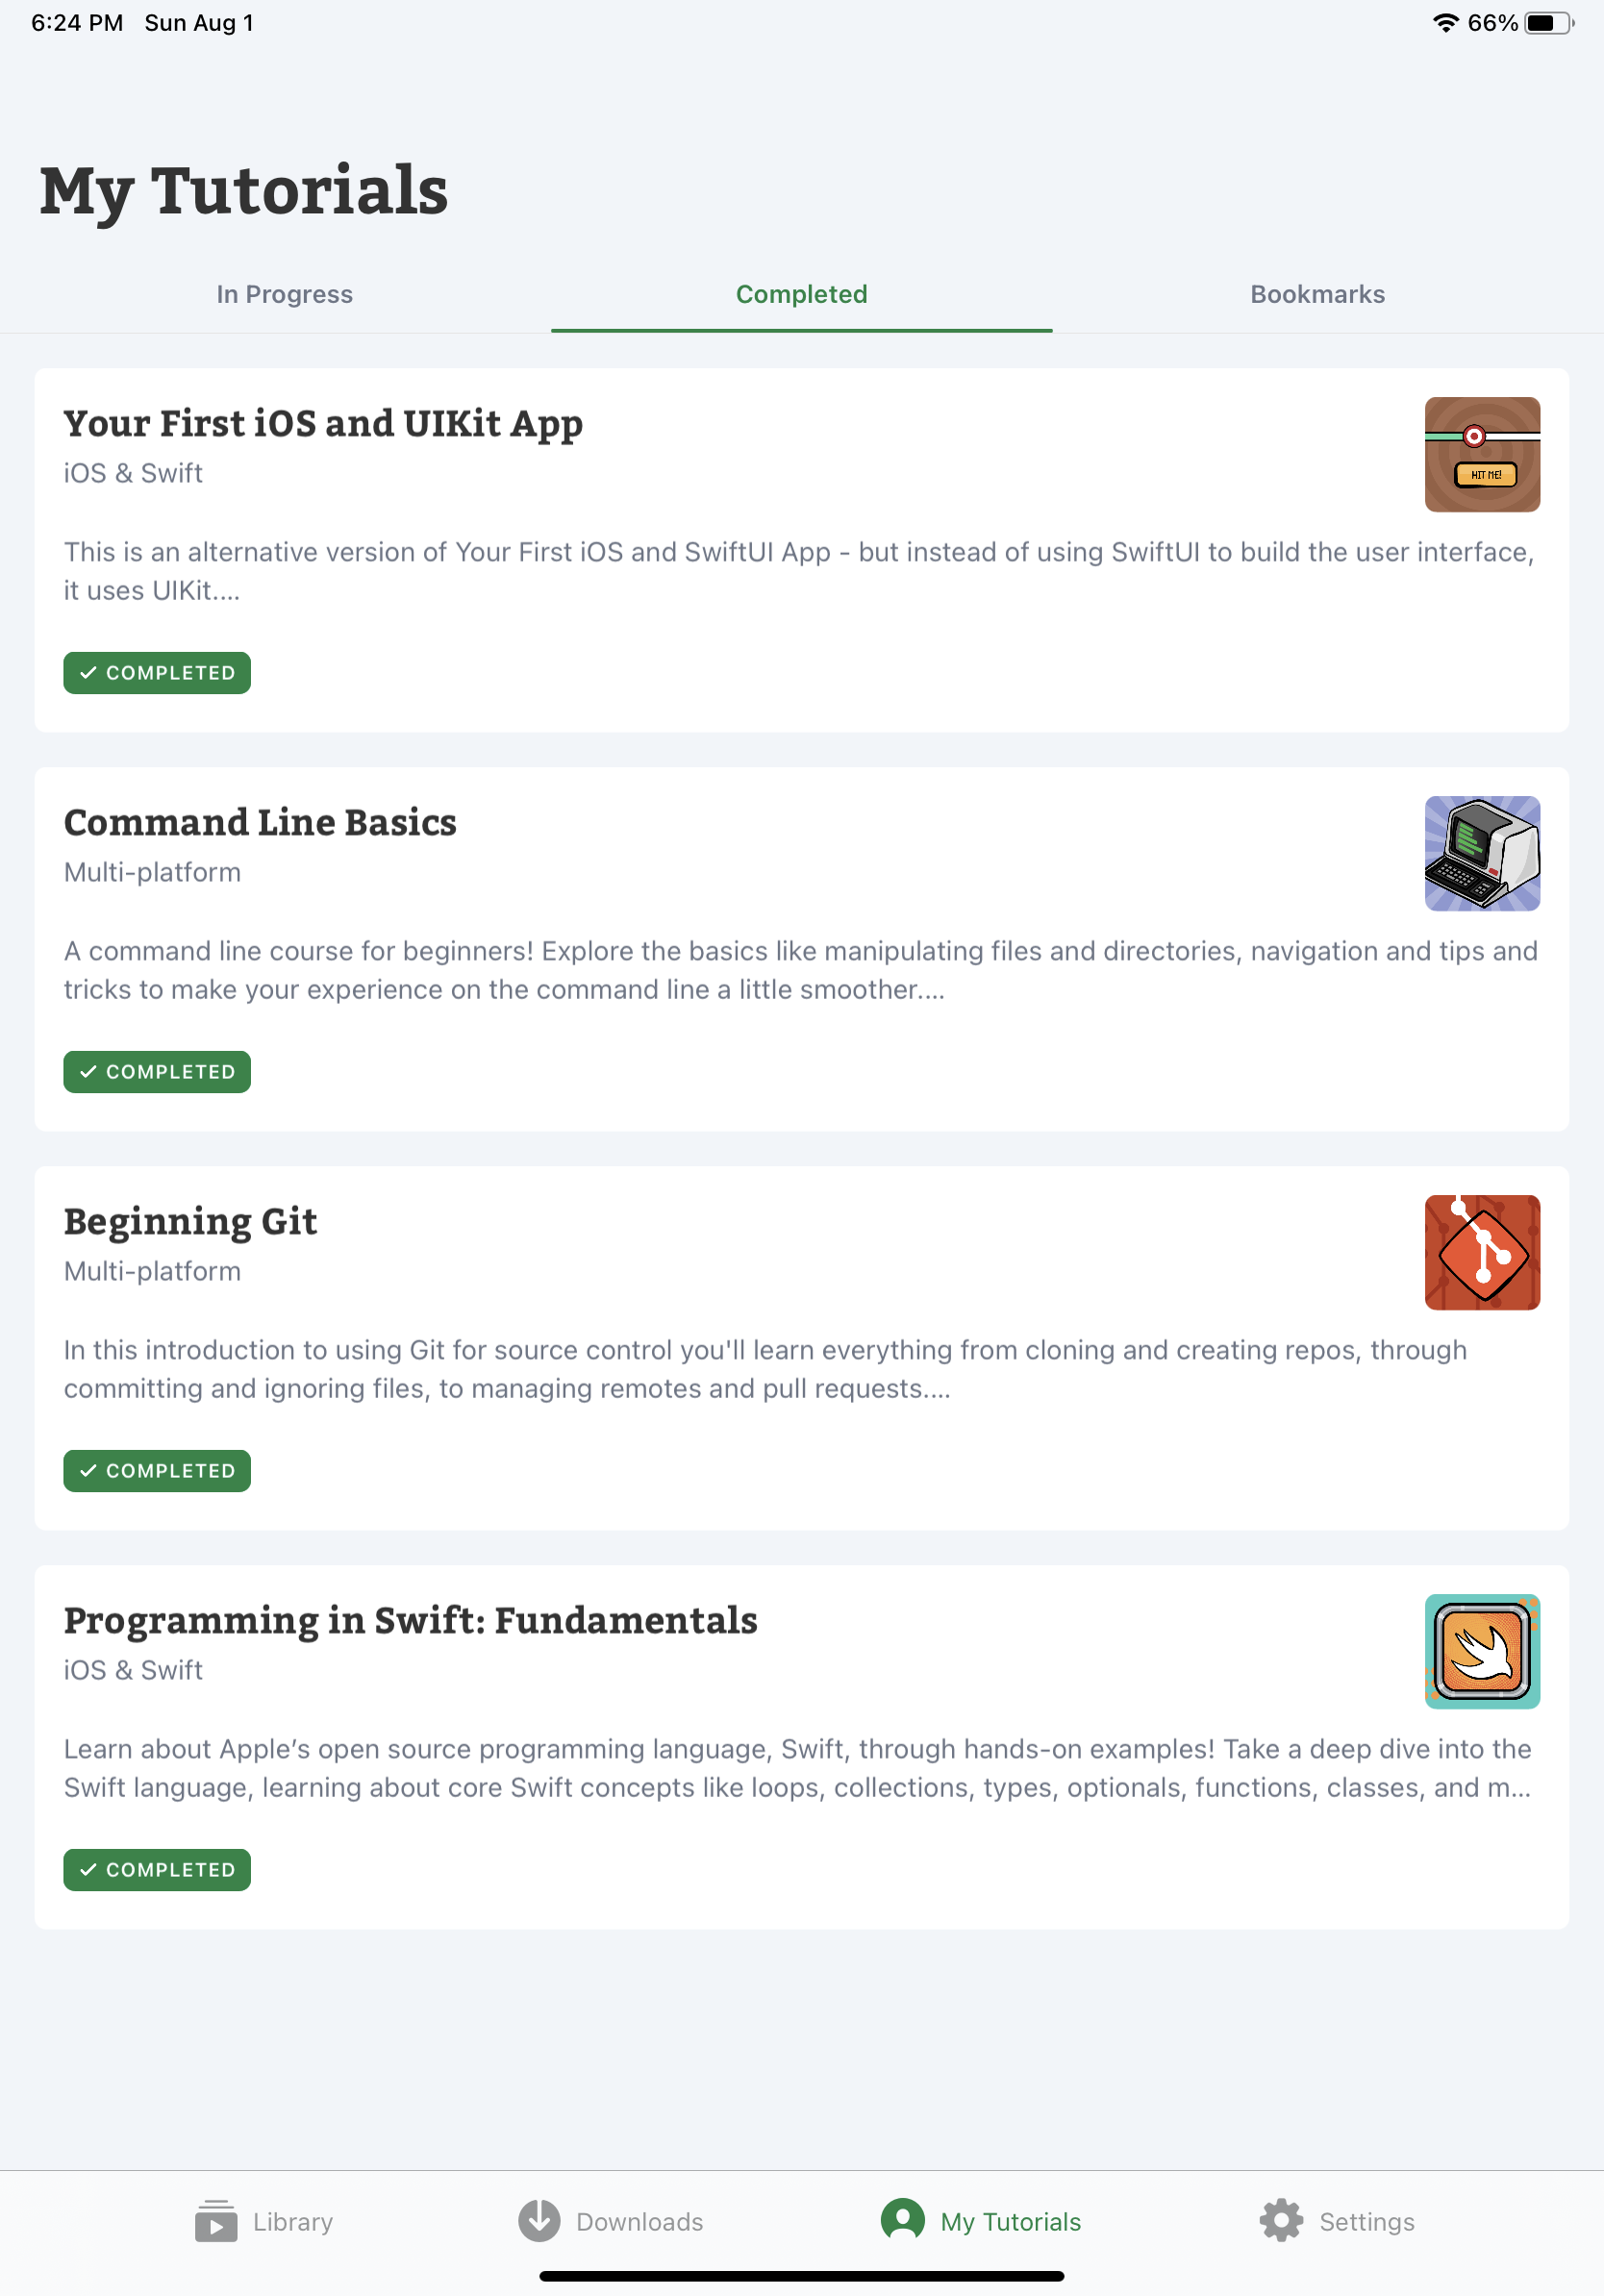 6:24 PM Sun Aug 1 66%
My Tutorials
In Progress Completed Bookmarks
Your First iOS and UIKit App
iOS & Swift
HIT ME!
This is an alternative version of Your First iOS and SwiftUI App - but instead of using SwiftUI to build the user interface,
it uses UIKit....
COMPLETED
Command Line Basics
Multi-platform
A command line course for beginners! Explore the basics like manipulating files and directories, navigation and tips and
tricks to make your experience on the command line a little smoother....
COMPLETED
Beginning Git
Multi-platform
In this introduction to using Git for source control you'll learn everything from cloning and creating repos, through
committing and ignoring files, to managing remotes and pull requests....
COMPLETED
Programming in Swift: Fundamentals
iOS & Swift
Learn about Apple’s open source programming language, Swift, through hands-on examples! Take a deep dive into the
Swift language, learning about core Swift concepts like loops, collections, types, optionals, functions, classes, and m...
COMPLETED
Library Downloads My Tutorials Settings